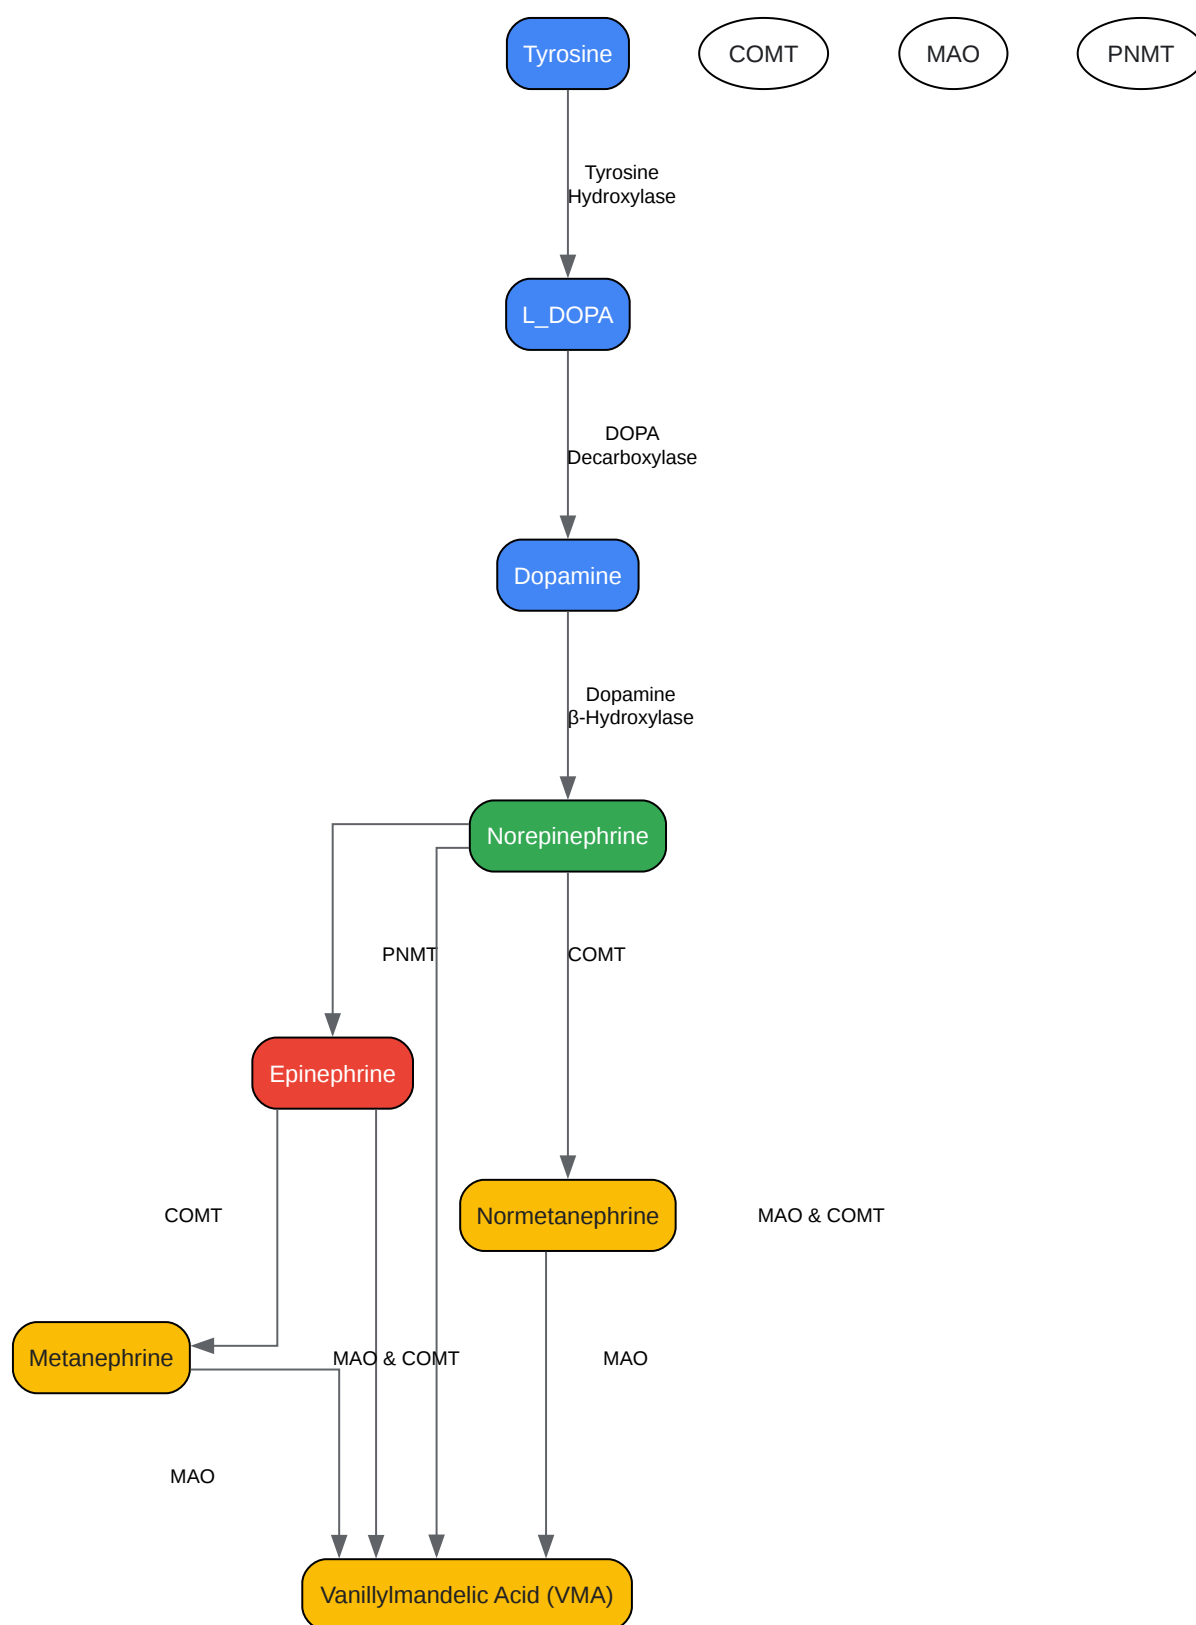 Tyrosine
COMT
MAO
PNMT
Tyrosine
Hydroxylase
L_DOPA
DOPA
Decarboxylase
Dopamine
Dopamine
β-Hydroxylase
Norepinephrine
PNMT
COMT
Epinephrine
COMT
Normetanephrine
MAO & COMT
Metanephrine
MAO & COMT
MAO
MAO
Vanillylmandelic Acid (VMA)